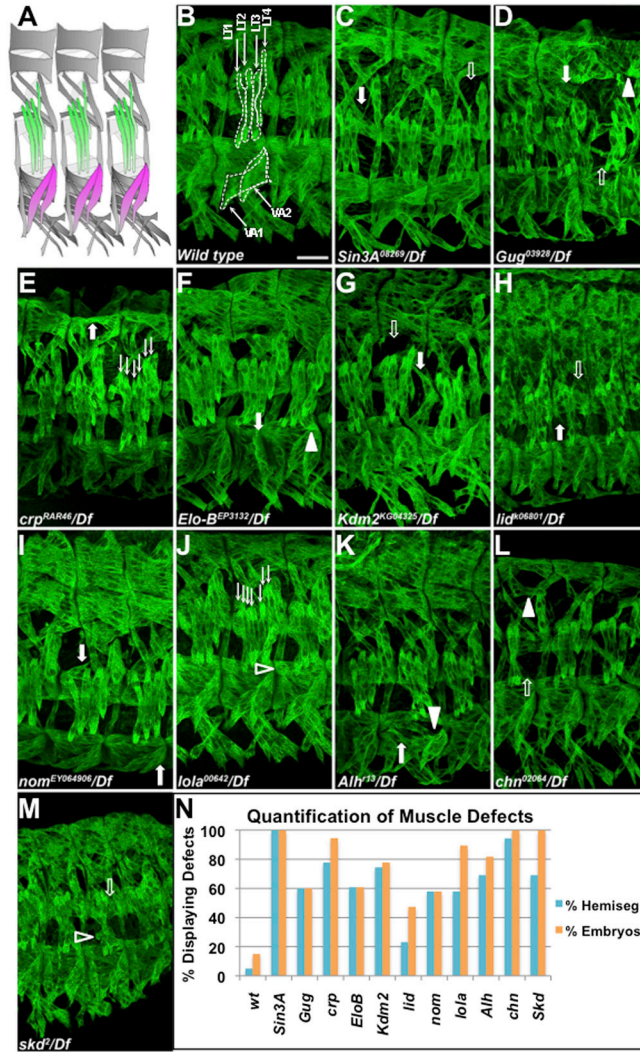 A
B
LT1
LT2
LT3
LT4
VA2
VA1
Wild type
C
Sin3A08269/Df
D
Gug03928/Df
E
crpRAR46/Df
F
Elo-BEP3132/Df
G
Kdm2KG04325/Df
H
lidk06801/Df
I
nomEY064906/Df
J
lola00642/Df
K
Alhr13/Df
L
chn02064/Df
M
skd2/Df
N
Quantification of Muscle Defects
% Displaying Defects
100
80
60
40
20
0
wt
Sin3A
Gug
crp
EloB
Kdm2
lid
nom
lola
Alh
chn
Skd
% Hemiseg
% Embryos